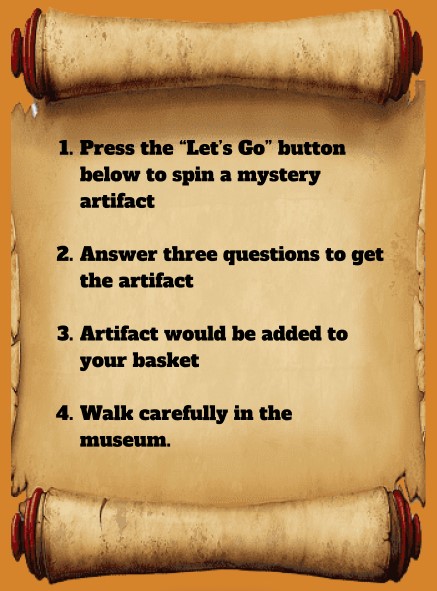 1. Press the “Let’s Go” button
below to spin a mystery
artifact
2. Answer three questions to get
the artifact
3. Artifact would be added to
your basket
4. Walk carefully in the
museum.